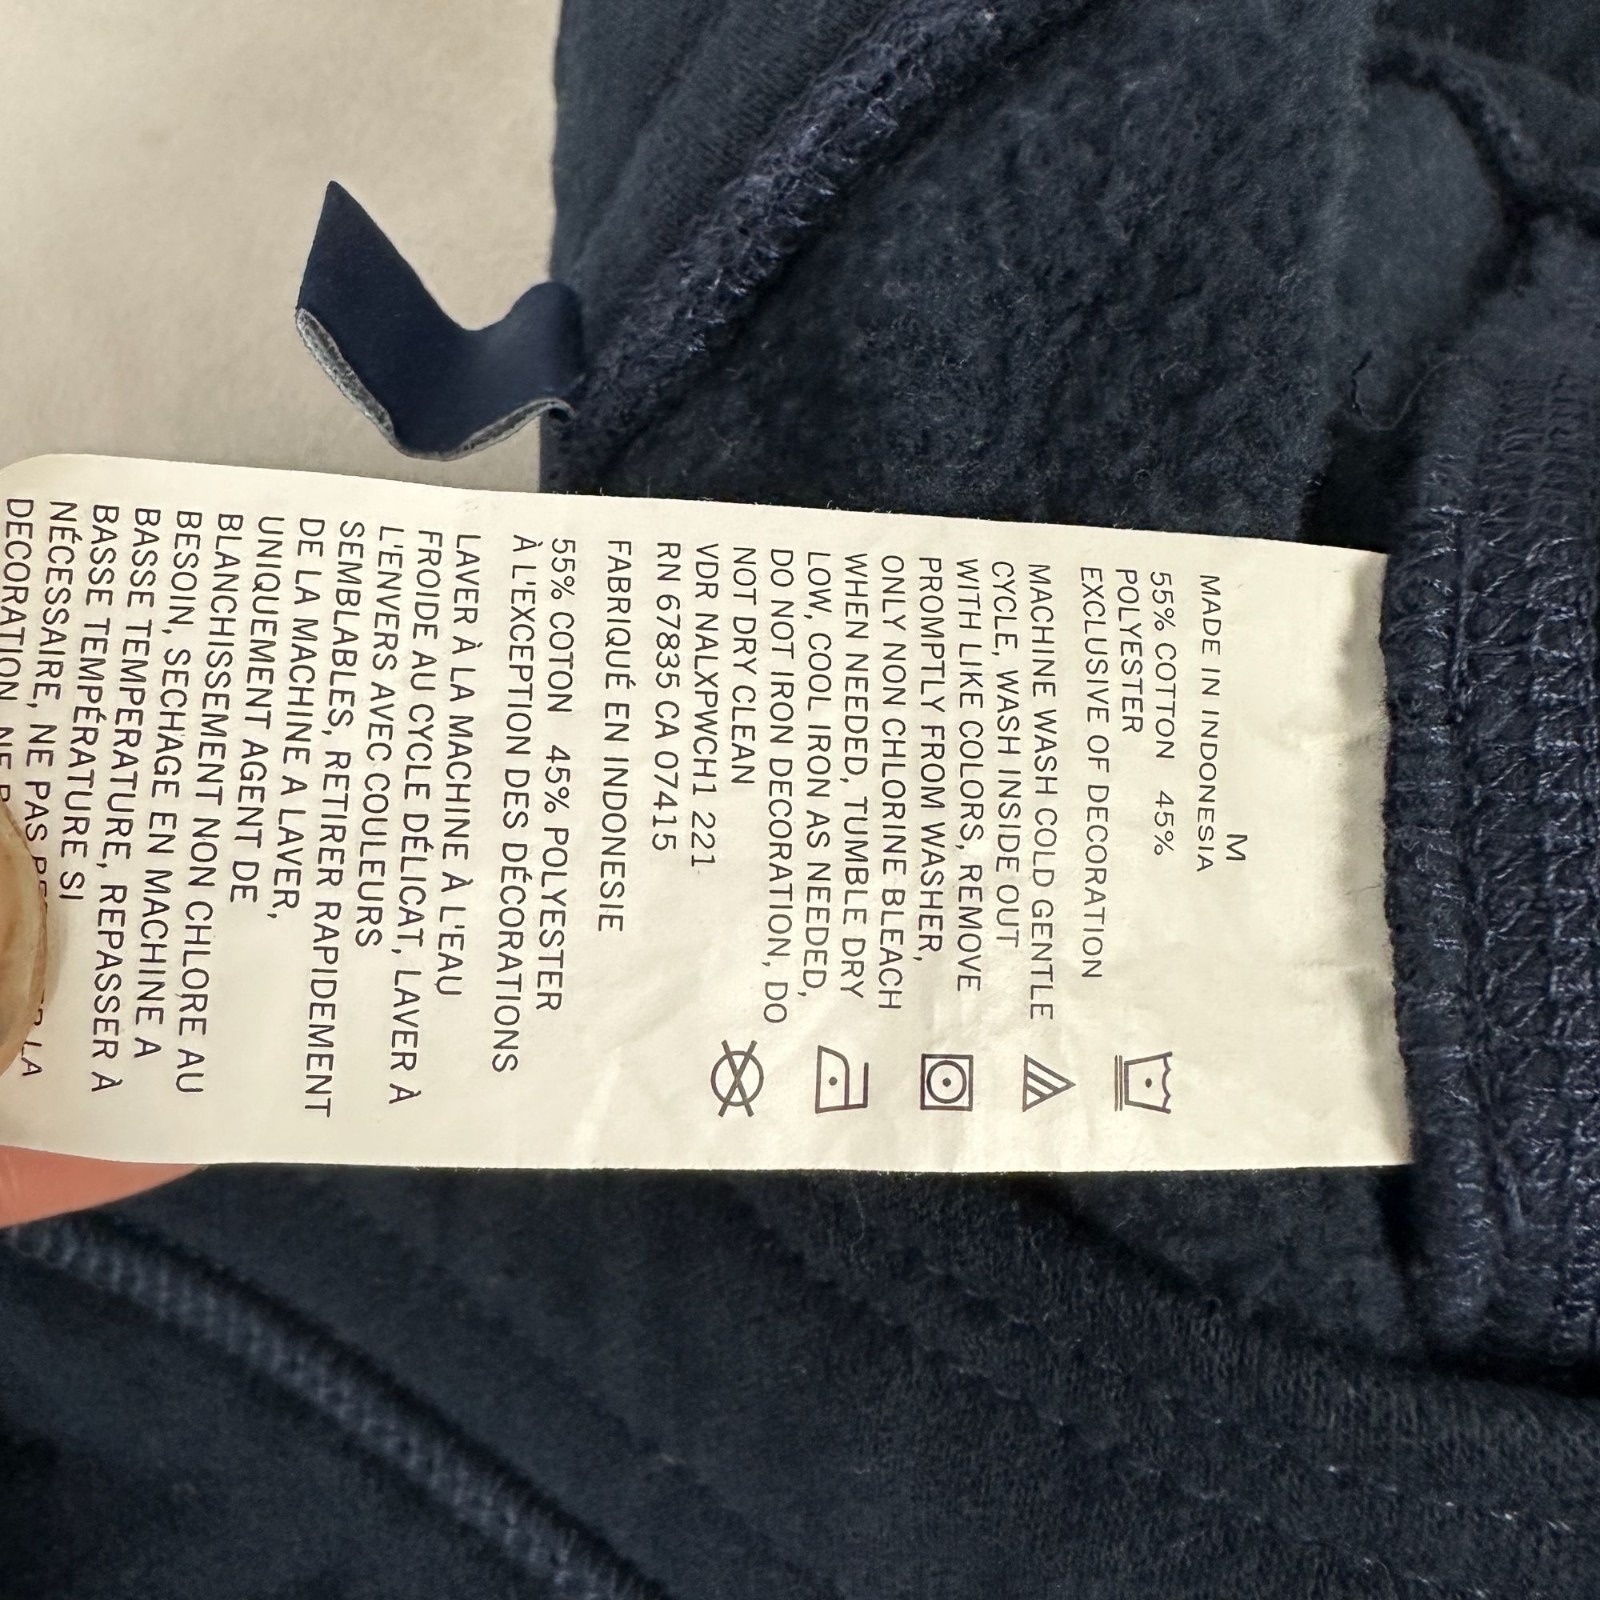 M
MADE IN INDONESIA
55% COTTON 45%
POLYESTER
EXCLUSIVE OF DECORATION
MACHINE WASH COLD GENTLE
CYCLE, WASH INSIDE OUT
WITH LIKE COLORS, REMOVE
PROMPTLY FROM WASHER,
ONLY NON CHLORINE BLEACH
WHEN NEEDED, TUMBLE DRY
LOW, COOL IRON AS NEEDED,
DO NOT IRON DECORATION, DO
NOT DRY CLEAN
VDR NALXPWCH1 221
RN 67835 CA 07415
FABRIQUÉ EN INDONESIE
55% COTON 45% POLYESTER
À L'EXCEPTION DES DÉCORATIONS
LAVER À LA MACHINE À L'EAU
FROIDE AU CYCLE DÉLICAT, LAVER À
L'ENVERS AVEC COULEURS
SEMBLABLES, RETIRER RAPIDEMENT
DE LA MACHINE A LAVER,
UNIQUEMENT AGENT DE
BLANCHISSEMENT NON CHLORE AU
BESOIN, SECHAGE EN MACHINE A
BASSE TEMPERATURE, REPASSER À
BASSE TEMPÉRATURE SI
NÉCESSAIRE, NE PAS LA
DECORATION, NE